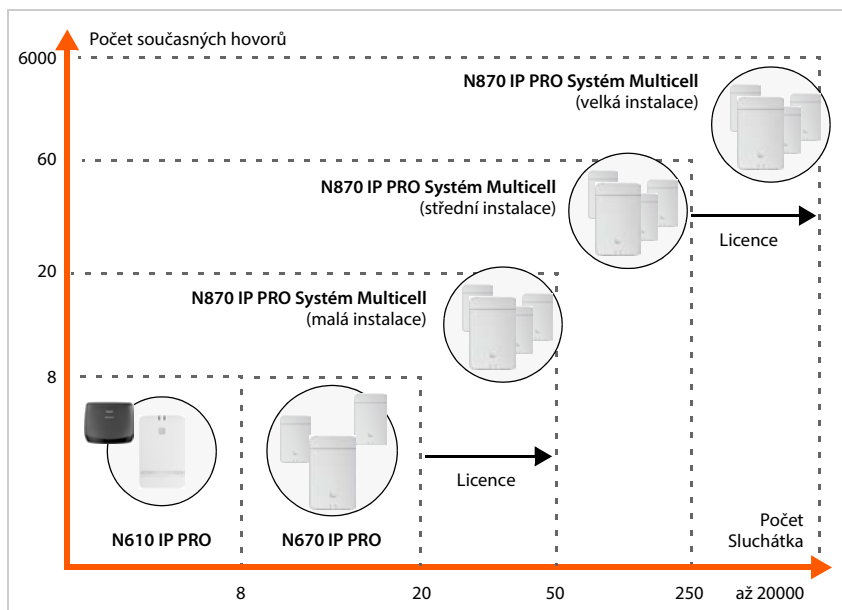 Počet současných hovorů
6000
N870 IP PRO Systém Multicell
(velká instalace)
60
N870 IP PRO Systém Multicell
(střední instalace)
Licence
20
N870 IP PRO Systém Multicell
(malá instalace)
8
Licence
N610 IP PRO
N670 IP PRO
Počet
Sluchátka
8
20
50
250
až 20000